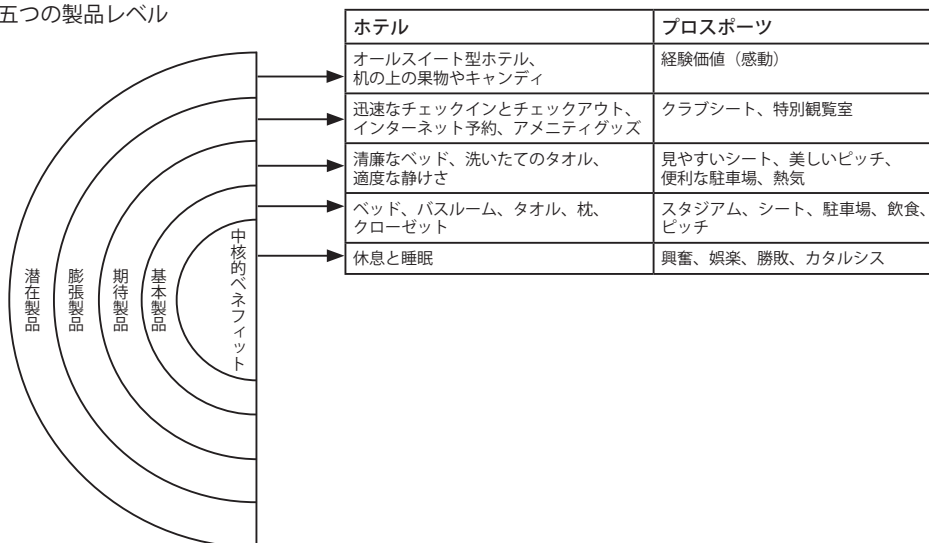 五つの製品レベル
ホテル
プロスポーツ
オールスイート型ホテル、
机の上の果物やキャンディ
経験価値（感動）
迅速なチェックインとチェックアウト、
インターネット予約、アメニティグッズ
クラブシート、特別観覧室
清廉なベッド、洗いたてのタオル、
適度な静けさ
見やすいシート、美しいピッチ、
便利な駐車場、熱気
ベッド、バスルーム、タオル、枕、
クローゼット
スタジアム、シート、駐車場、飲食、
ピッチ
休息と睡眠
興奮、娯楽、勝敗、カタルシス
潜在製品
膨張製品
期待製品
基本製品
中核的ベネフィット